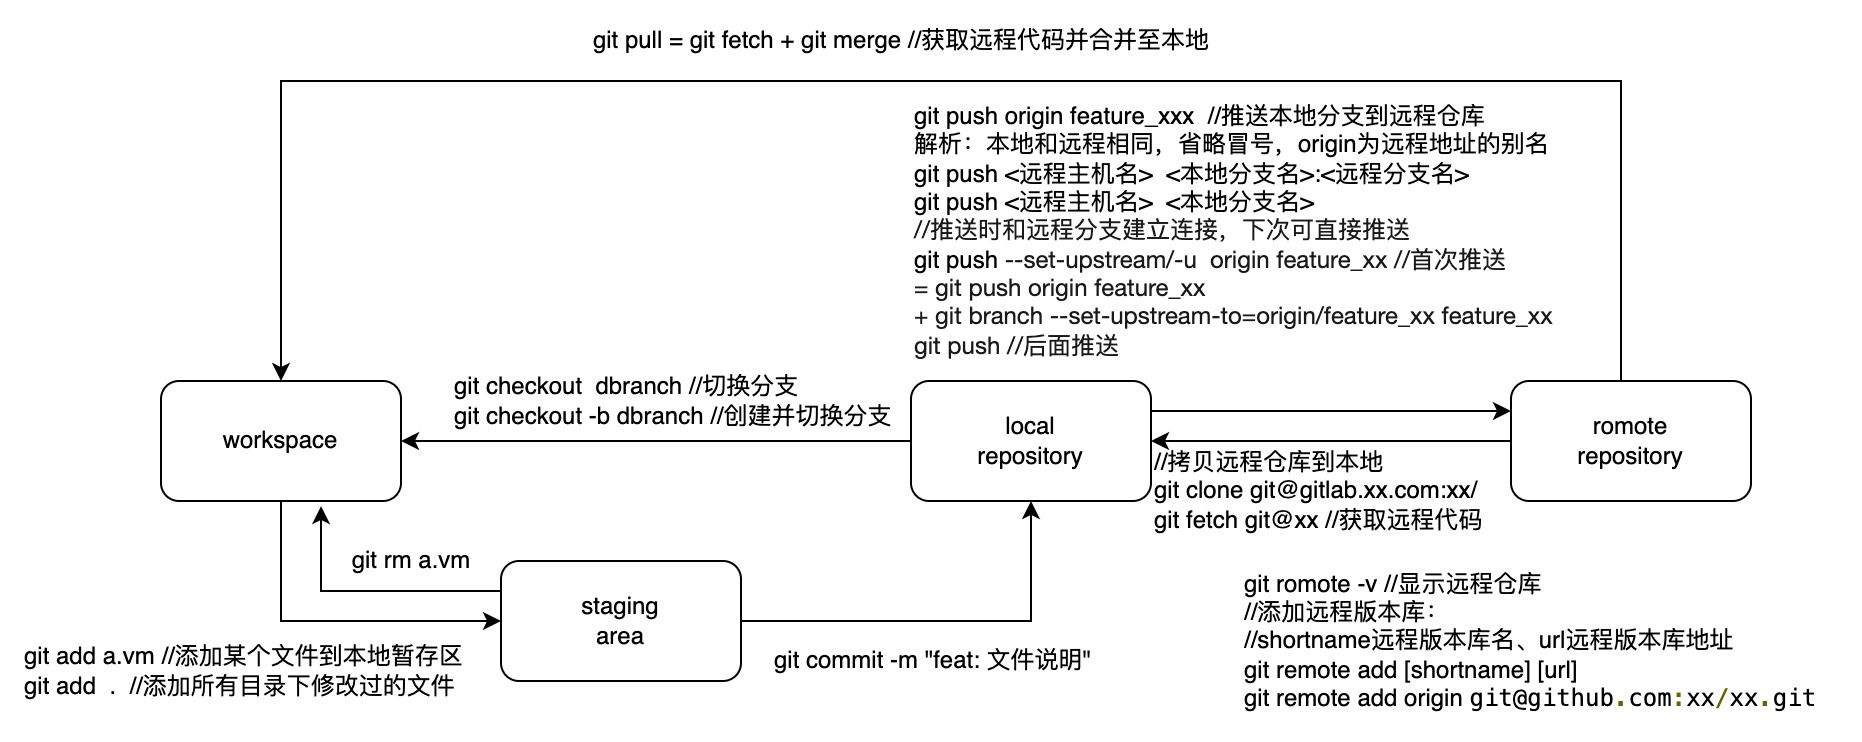 git pull = git fetch + git merge //获取远程代码并合并至本地
git push origin feature_xxx  //推送本地分支到远程仓库
解析：本地和远程相同，省略冒号，origin为远程地址的别名
git push <远程主机名>  <本地分支名>:<远程分支名>
git push <远程主机名>  <本地分支名>
//推送时和远程分支建立连接，下次可直接推送
git push --set-upstream/-u  origin feature_xx //首次推送
= git push origin feature_xx
+ git branch --set-upstream-to=origin/feature_xx feature_xx
git push //后面推送
git checkout  dbranch //切换分支
git checkout -b dbranch //创建并切换分支
workspace
local
repository
romote
repository
//拷贝远程仓库到本地
git clone git@gitlab.xx.com:xx/
git fetch git@xx //获取远程代码
git rm a.vm
staging
area
git add a.vm //添加某个文件到本地暂存区
git add  .  //添加所有目录下修改过的文件
git commit -m "feat: 文件说明"
git romote -v //显示远程仓库
//添加远程版本库：
//shortname远程版本库名、url远程版本库地址
git remote add [shortname] [url]
git remote add origin git@github.com:xx/xx.git